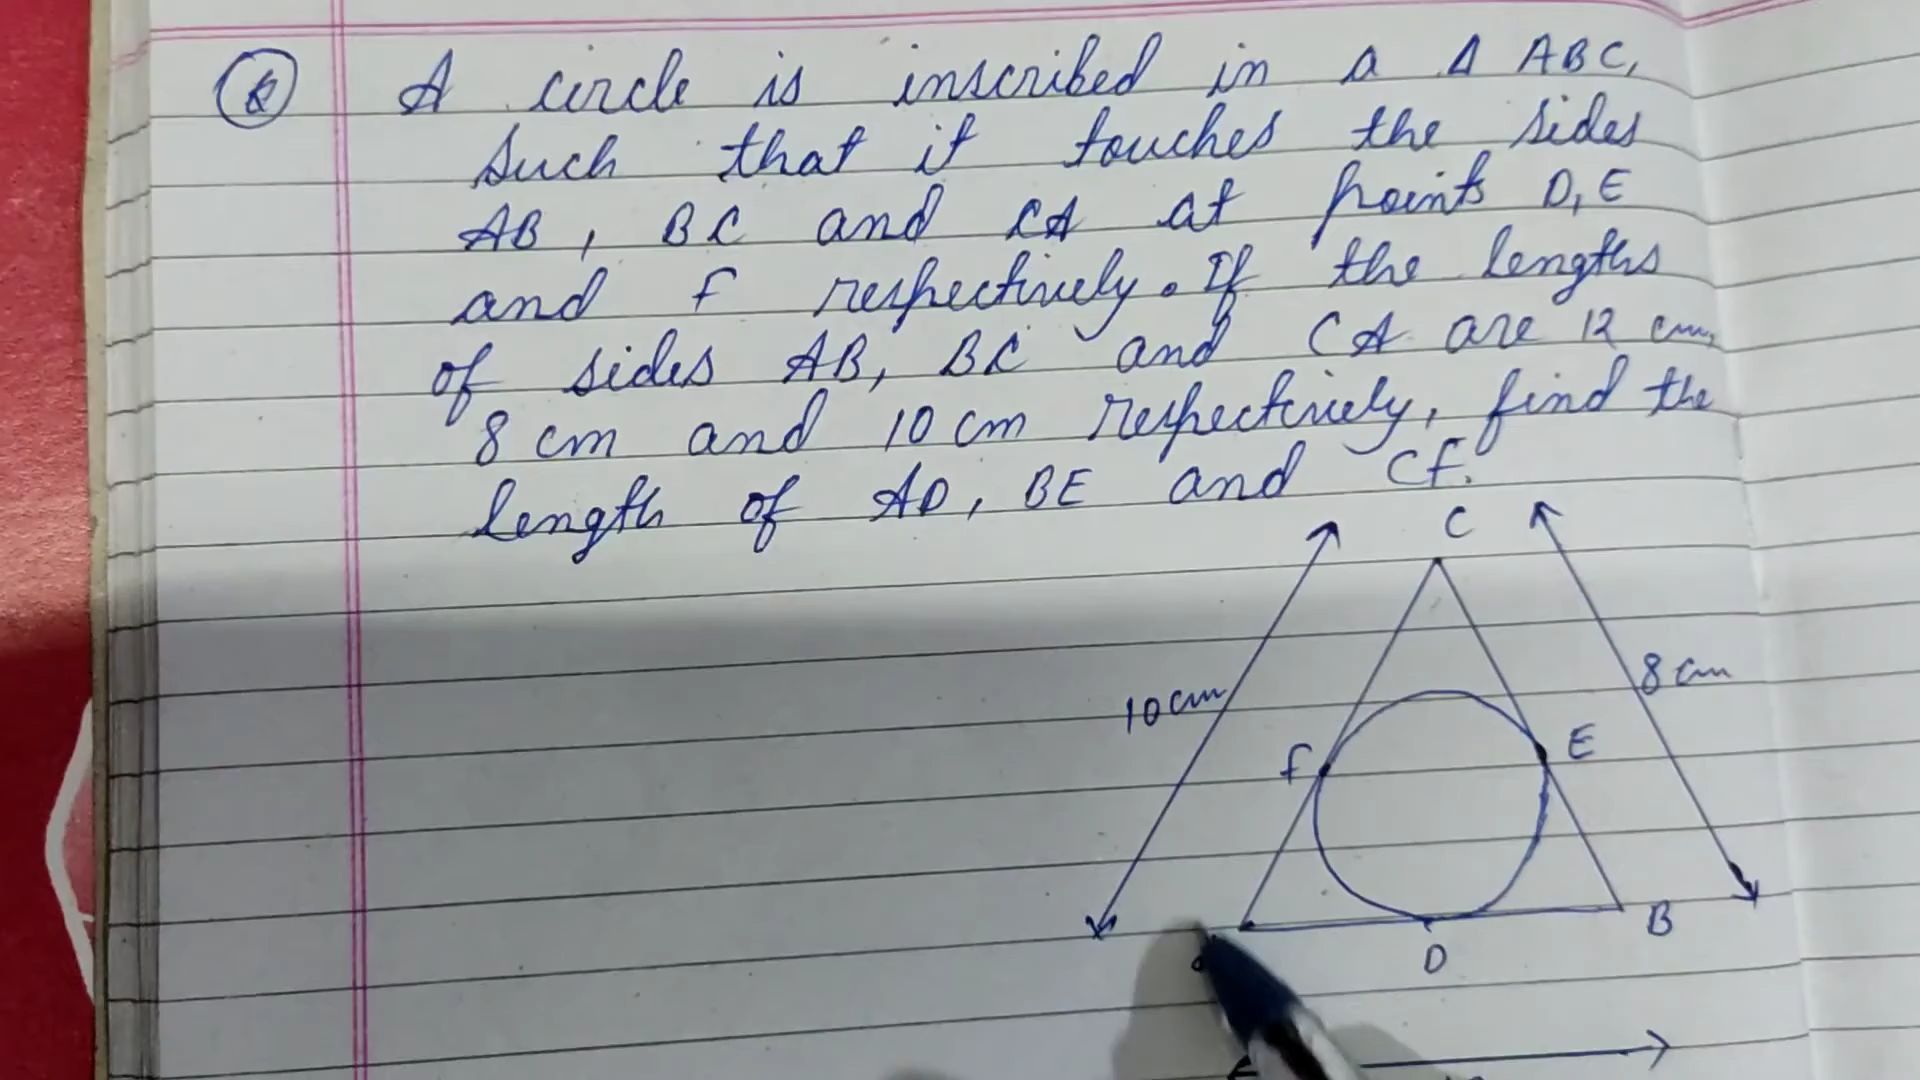 Q
A circle is inscribed in a Δ ABC,
such that it touches the sides
AB, BC and CA at points D, E
and F respectively. If the lengths
of sides AB, BC and CA are 12 cm,
8 cm and 10 cm respectively, find the
length of AD, BE and CF.
C
10 cm
8 cm
F
E
B
D